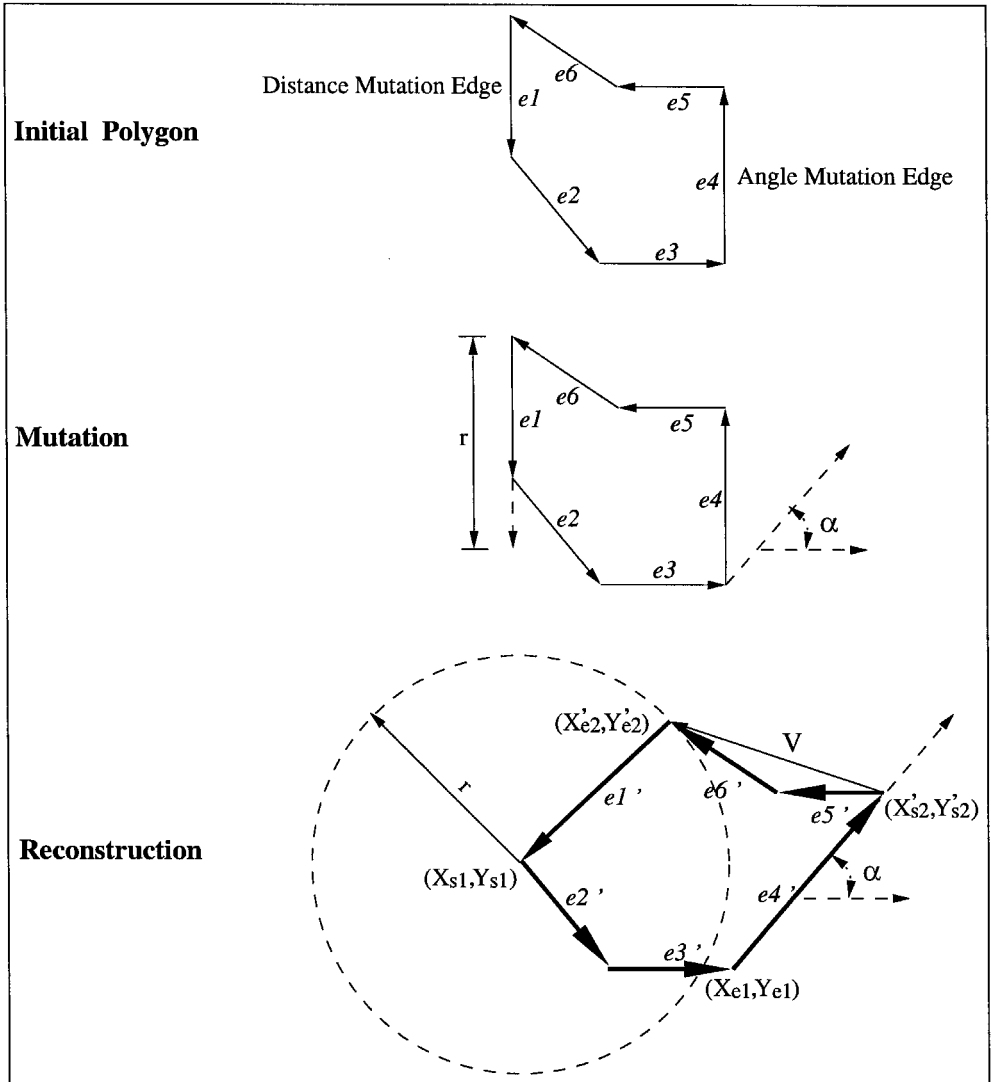 e6
Distance Mutation Edge
e1
e5
Initial Polygon
e4
Angle Mutation Edge
e2
e3
e6
e1
e5
Mutation
r
e4
e2
α
e3
(X'e2,Y'e2)
V
r
e6 '
e1 '
e5 '
(X's2,Y's2)
Reconstruction
(Xs1,Ys1)
α
e2 '
e4 '
e3 '
(Xe1,Ye1)